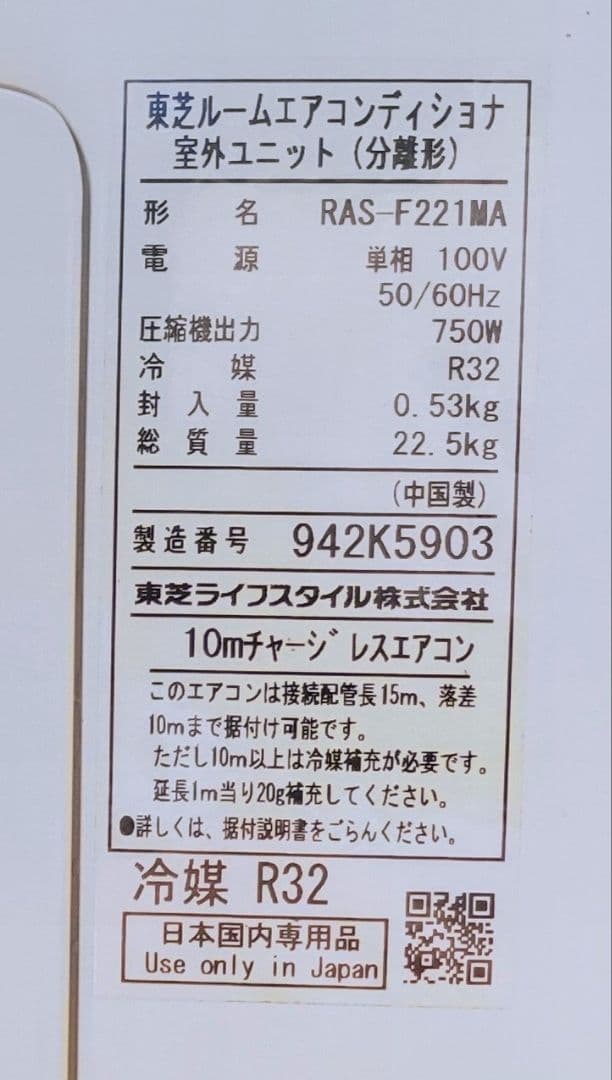 東芝ルームエアコンディショナ
室外ユニット（分離形）
形名 RAS-F221MA
電源 単相 100V
50/60Hz
圧縮機出力 750W
冷媒 R32
封入量 0.53kg
総質量 22.5kg
（中国製）
製造番号 942K5903
東芝ライフスタイル株式会社
10mチャージレスエアコン
このエアコンは接続配管長15m、落差
10mまで据付け可能です。
ただし10m以上は冷媒補充が必要です。
延長1m当り20g補充してください。
●詳しくは、据付説明書をごらんください。
冷媒 R32
日本国内専用品
Use only in Japan